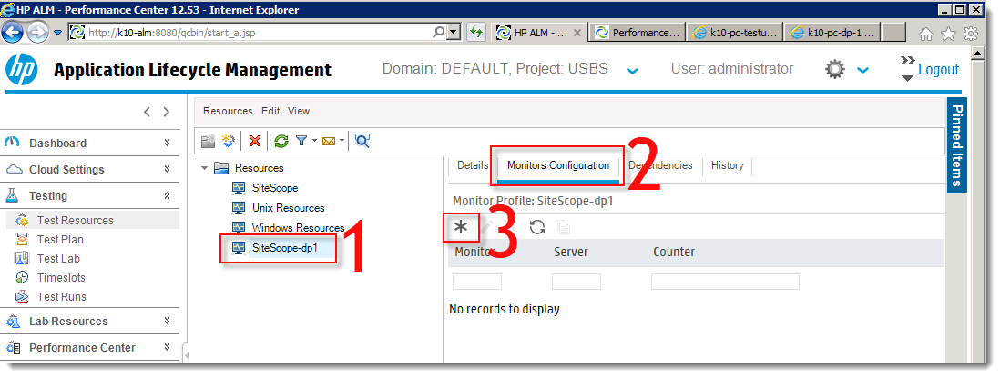 HP ALM - Performance Center 12.53 - Internet Explorer
http://k10-alm:8080/qcbin/start_a.jsp HP ALM - ... Performance... k10-pc-testu... k10-pc-dp-1 ...
hp Application Lifecycle Management Domain: DEFAULT, Project: USBS User: administrator Logout
Resources Edit View
Pinned Items
Dashboard
Cloud Settings
Testing
Test Resources
Test Plan
Test Lab
Timeslots
Test Runs
Lab Resources
Performance Center
Resources
SiteScope
Unix Resources
Windows Resources
SiteScope-dp1
1
Details Monitors Configuration Dependencies History
2
Monitor Profile: SiteScope-dp1
3
Monitor Server Counter
No records to display